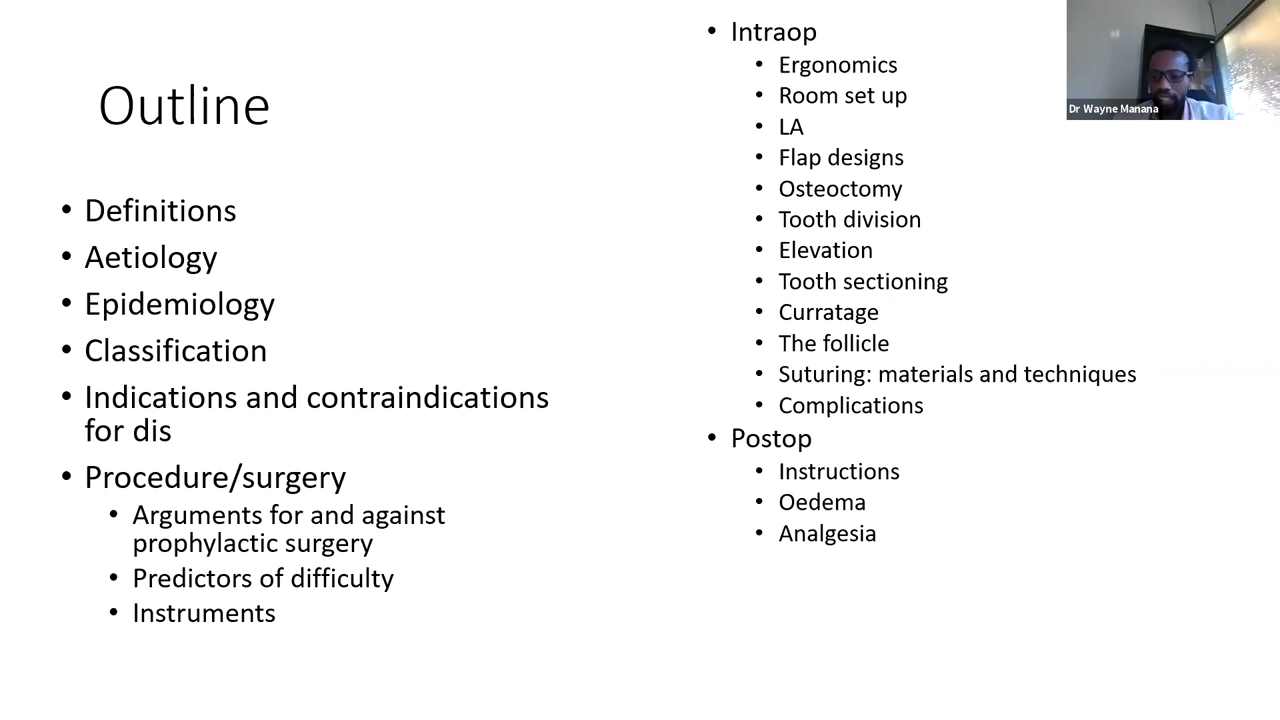 Outline
• Definitions
• Aetiology
• Epidemiology
• Classification
• Indications and contraindications
for dis
• Procedure/surgery
• Arguments for and against
prophylactic surgery
• Predictors of difficulty
• Instruments
• Intraop
• Ergonomics
• Room set up
• LA
• Flap designs
• Osteoctomy
• Tooth division
• Elevation
• Tooth sectioning
• Curratage
• The follicle
• Suturing: materials and techniques
• Complications
• Postop
• Instructions
• Oedema
• Analgesia
Dr Wayne Manana